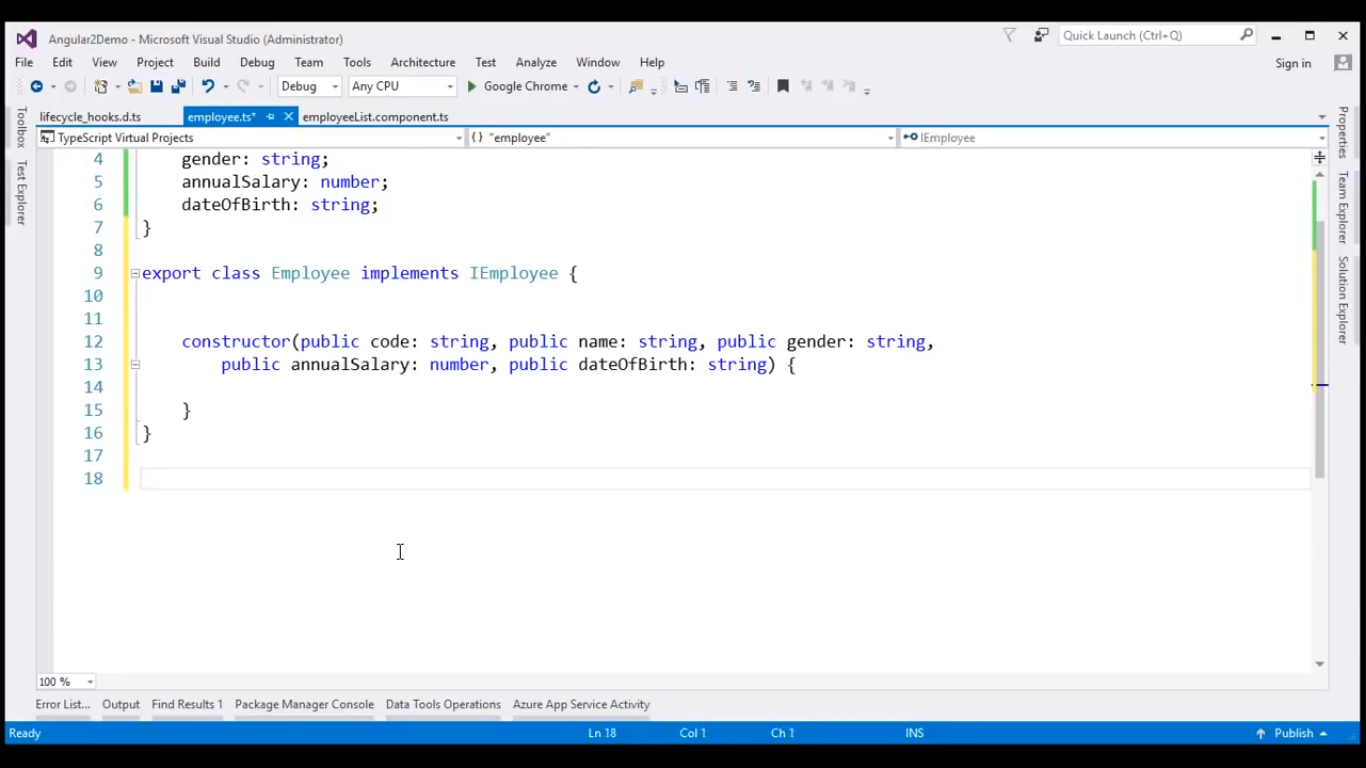 Angular2Demo - Microsoft Visual Studio (Administrator)
Quick Launch (Ctrl+Q)
File Edit View Project Build Debug Team Tools Architecture Test Analyze Window Help
Sign in
Debug Any CPU Google Chrome
lifecycle_hooks.d.ts employee.ts* employeeList.component.ts
TypeScript Virtual Projects {} "employee" IEmployee
Toolbox
Test Explorer
Properties
Team Explorer
Solution Explorer
4 gender: string;
5 annualSalary: number;
6 dateOfBirth: string;
7 }
8
9 export class Employee implements IEmployee {
10
11
12 constructor(public code: string, public name: string, public gender: string,
13 public annualSalary: number, public dateOfBirth: string) {
14
15 }
16 }
17
18
100 %
Error List... Output Find Results 1 Package Manager Console Data Tools Operations Azure App Service Activity
Ready Ln 18 Col 1 Ch 1 INS Publish